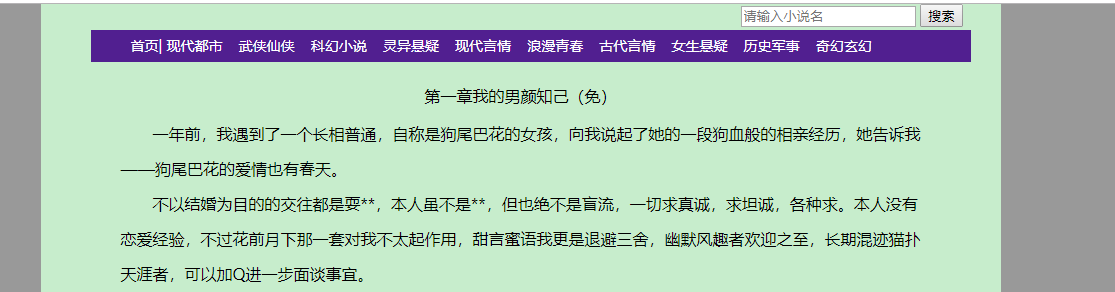 请输入小说名 搜索
首页| 现代都市 武侠仙侠 科幻小说 灵异悬疑 现代言情 浪漫青春 古代言情 女生悬疑 历史军事 奇幻玄幻
第一章我的男颜知己（免）
一年前，我遇到了一个长相普通，自称是狗尾巴花的女孩，向我说起了她的一段狗血般的相亲经历，她告诉我
——狗尾巴花的爱情也有春天。
不以结婚为目的的交往都是耍**，本人虽不是**，但也绝不是盲流，一切求真诚，求坦诚，各种求。本人没有
恋爱经验，不过花前月下那一套对我不太起作用，甜言蜜语我更是退避三舍，幽默风趣者欢迎之至，长期混迹猫扑
天涯者，可以加Q进一步面谈事宜。